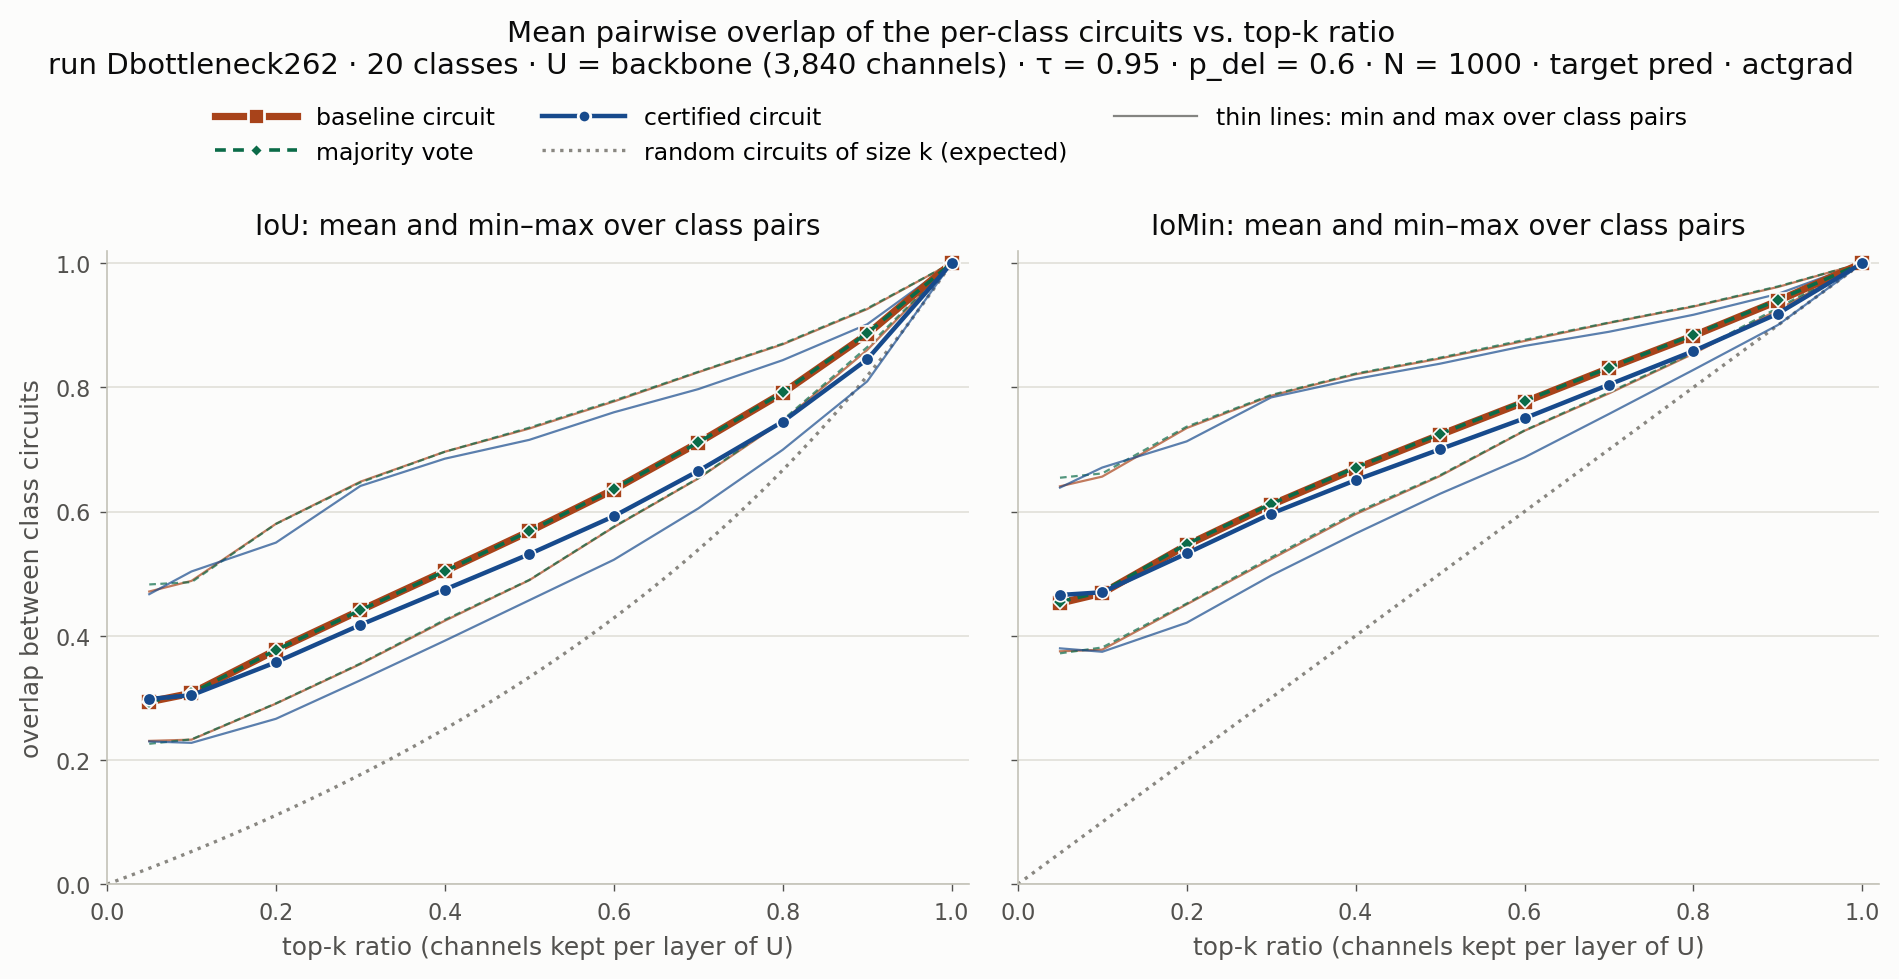 Mean pairwise overlap of the per-class circuits vs. top-k ratio
run Dbottleneck262 · 20 classes · U = backbone (3,840 channels) · τ = 0.95 · p_del = 0.6 · N = 1000 · target pred · actgrad
baseline circuit
majority vote
certified circuit
random circuits of size k (expected)
thin lines: min and max over class pairs
IoU: mean and min–max over class pairs
overlap between class circuits
1.0
0.8
0.6
0.4
0.2
0.0
0.0 0.2 0.4 0.6 0.8 1.0
top-k ratio (channels kept per layer of U)
IoMin: mean and min–max over class pairs
0.0 0.2 0.4 0.6 0.8 1.0
top-k ratio (channels kept per layer of U)